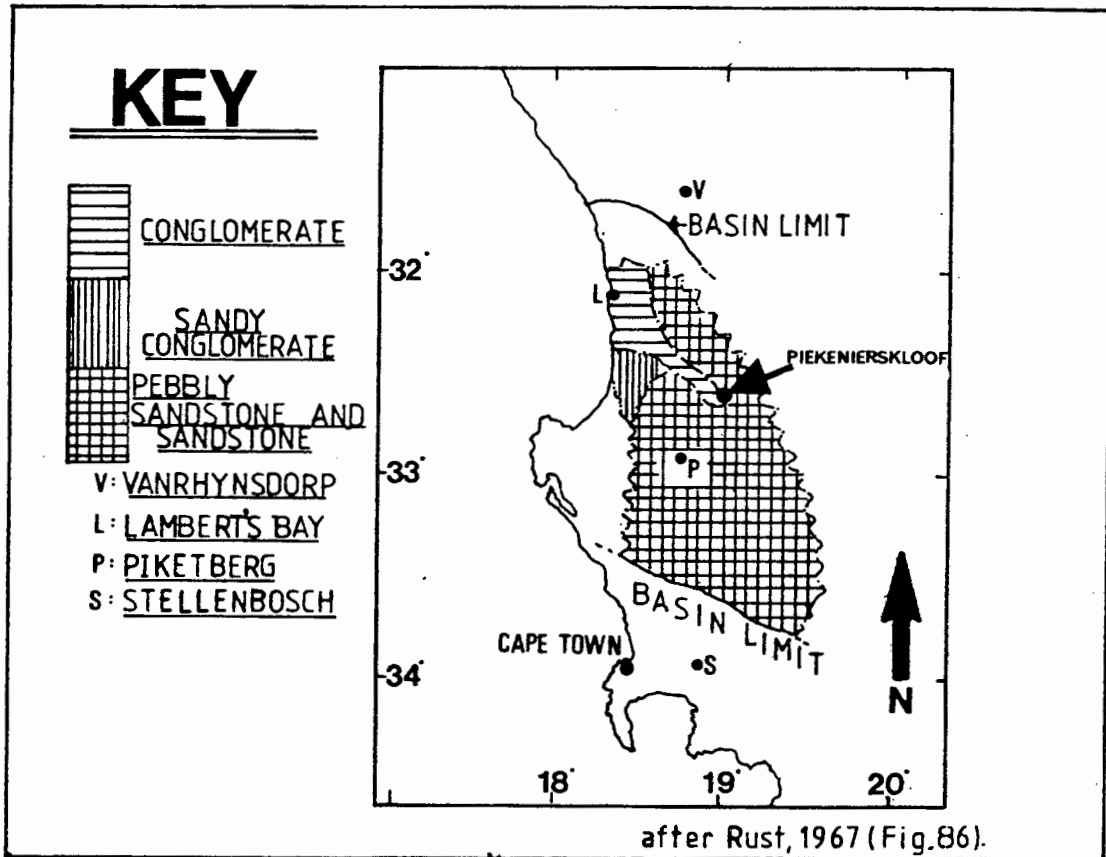 KEY
CONGLOMERATE
SANDY
CONGLOMERATE
PEBBLY
SANDSTONE AND
SANDSTONE
V: VANRHYNSDORP
L: LAMBERT'S BAY
P: PIKETBERG
S: STELLENBOSCH
V
BASIN LIMIT
32°
L
PIEKENIERSKLOOF
33°
P
BASIN LIMIT
CAPE TOWN
S
34°
N
18°
19°
20°
after Rust, 1967 (Fig. 86).